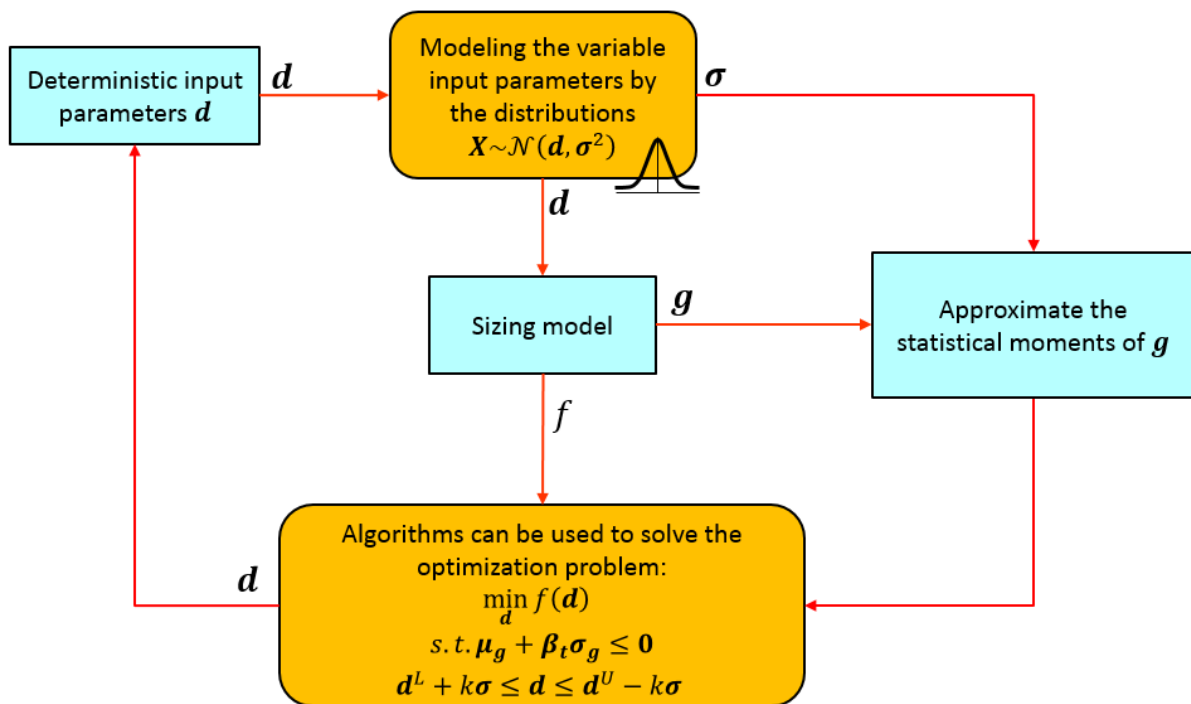 Deterministic input
parameters d
d
Modeling the variable
input parameters by
the distributions
X~𝒩(d, σ²)
σ
d
Sizing model
g
Approximate the
statistical moments of g
f
Algorithms can be used to solve the
optimization problem:
min f(d)
d
s.t. μg + βtσg ≤ 0
dᴸ + kσ ≤ d ≤ dᵁ − kσ
d